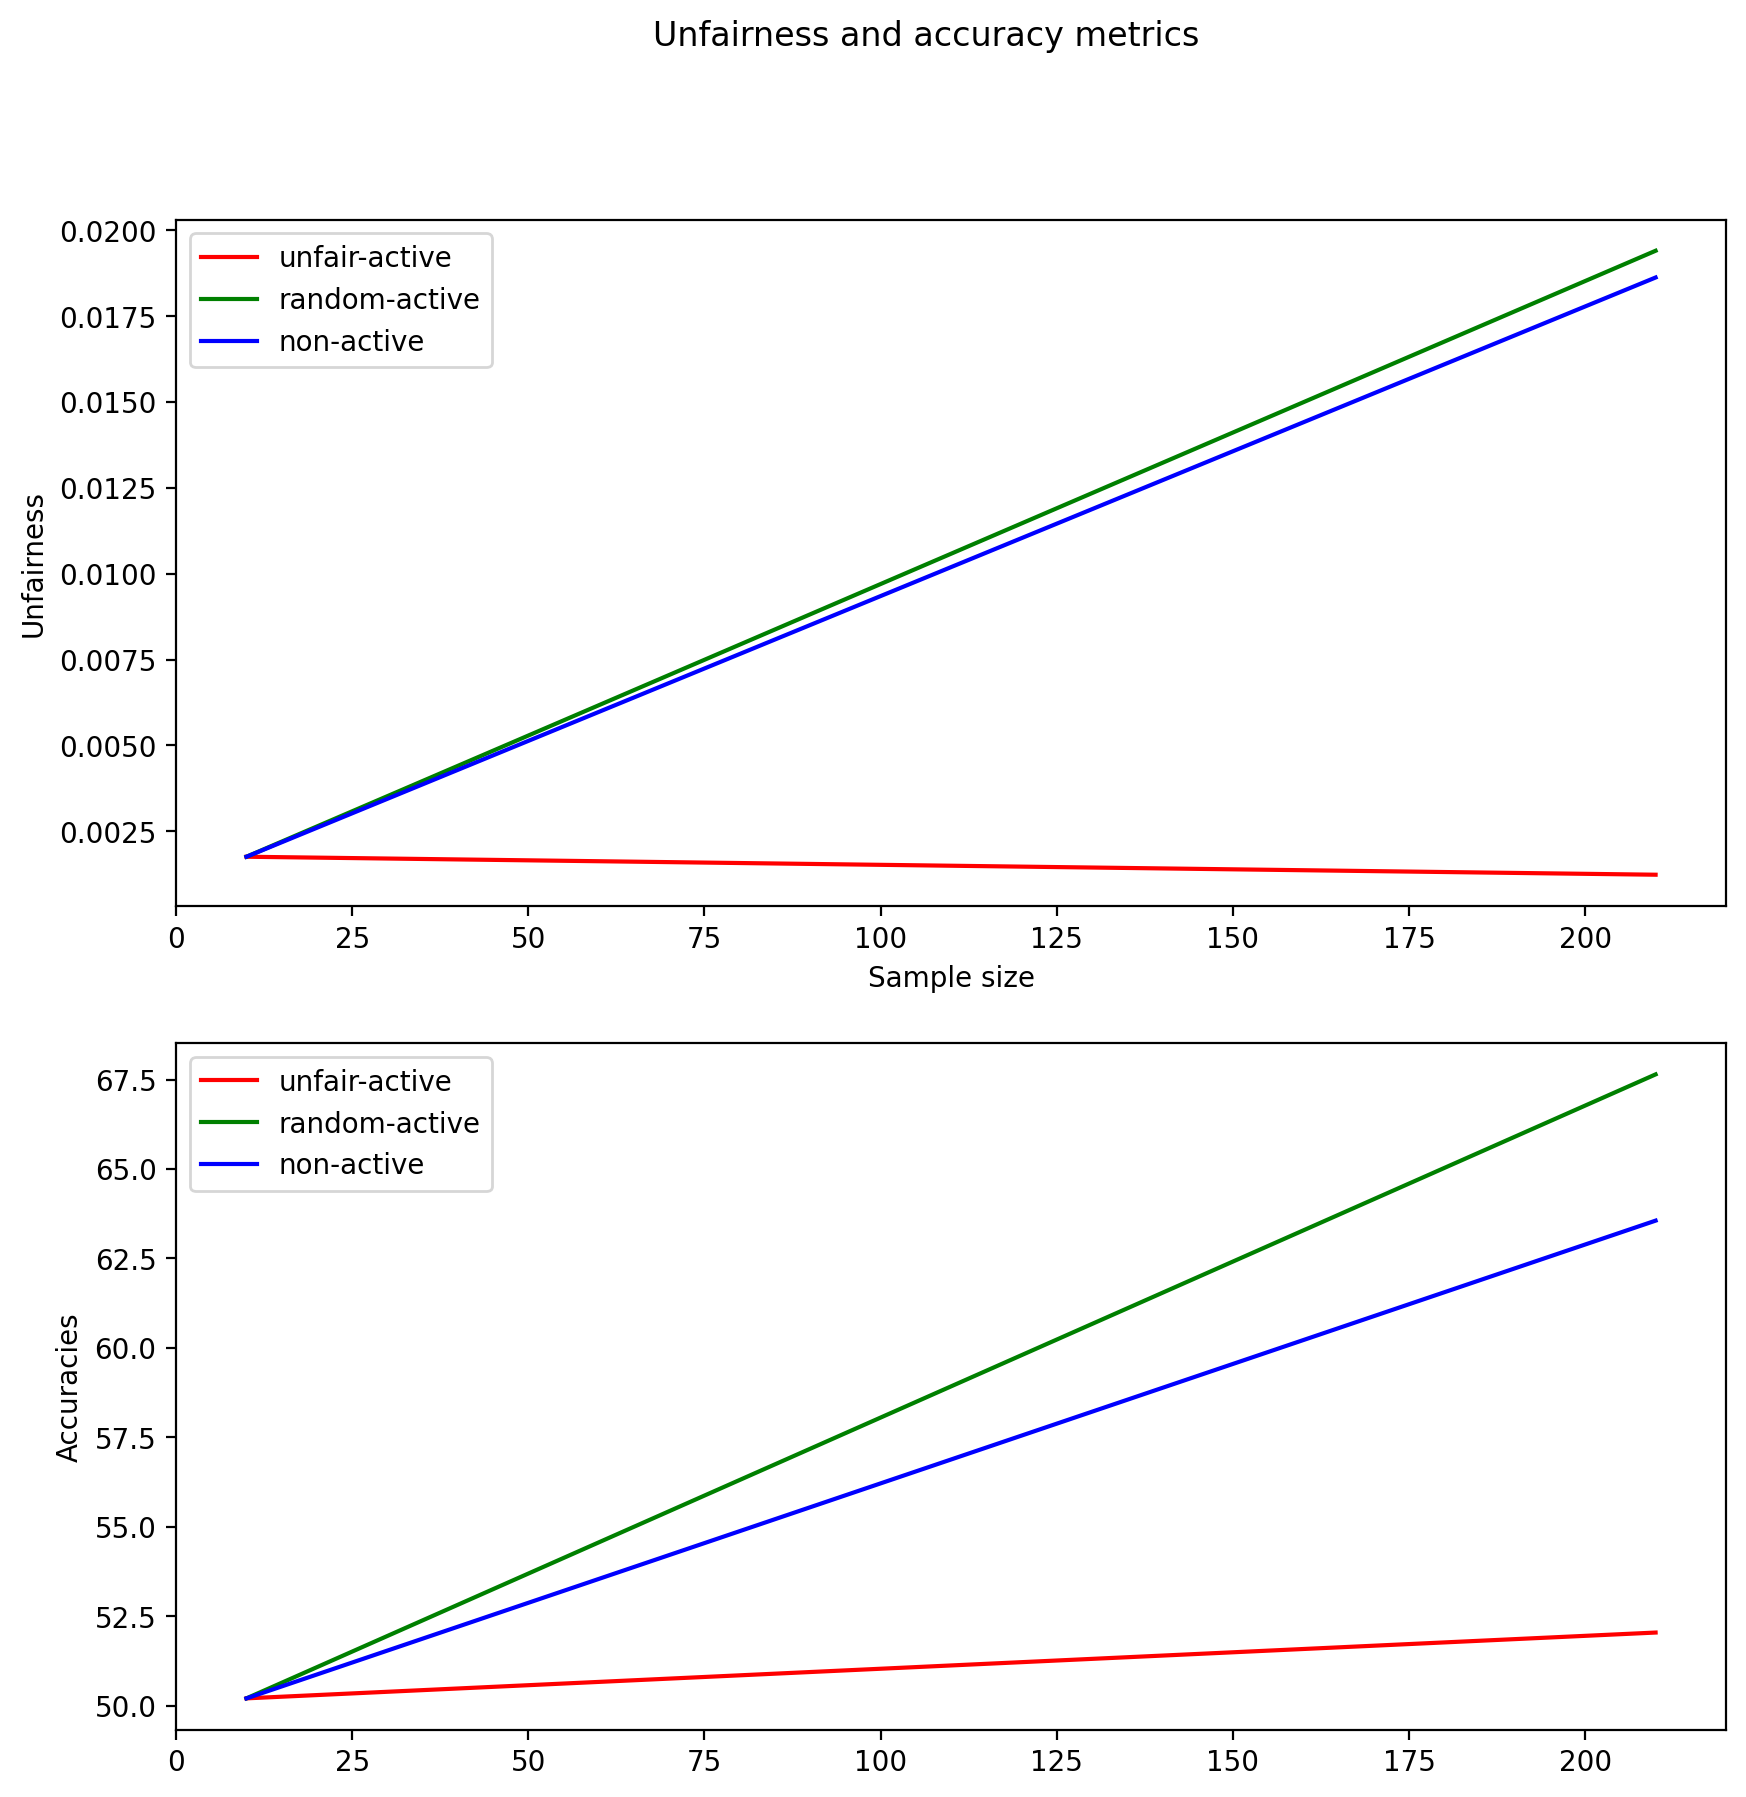 Unfairness and accuracy metrics
0.0200
0.0175
0.0150
0.0125
0.0100
0.0075
0.0050
0.0025
Unfairness
unfair-active
random-active
non-active
0 25 50 75 100 125 150 175 200
Sample size
67.5
65.0
62.5
60.0
57.5
55.0
52.5
50.0
Accuracies
unfair-active
random-active
non-active
0 25 50 75 100 125 150 175 200